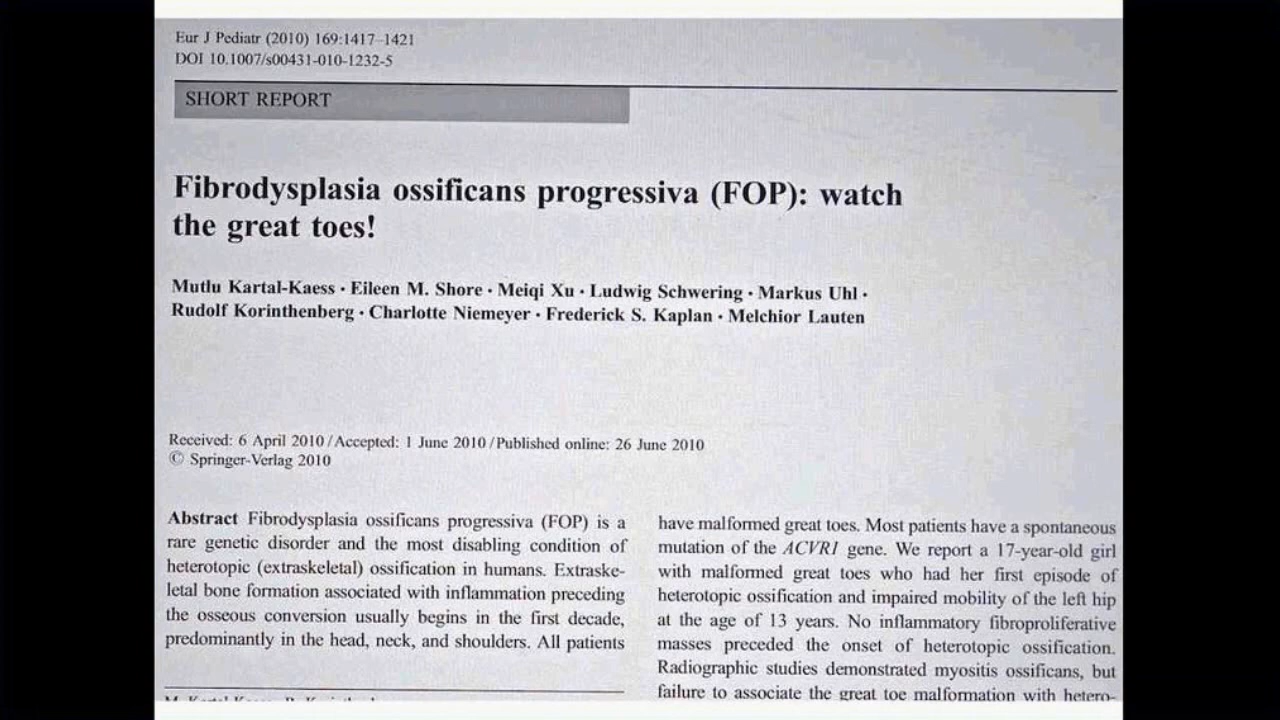 Eur J Pediatr (2010) 169:1417–1421
DOI 10.1007/s00431-010-1232-5
SHORT REPORT
Fibrodysplasia ossificans progressiva (FOP): watch
the great toes!
Mutlu Kartal-Kaess · Eileen M. Shore · Meiqi Xu · Ludwig Schwering · Markus Uhl ·
Rudolf Korinthenberg · Charlotte Niemeyer · Frederick S. Kaplan · Melchior Lauten
Received: 6 April 2010 / Accepted: 1 June 2010 / Published online: 26 June 2010
© Springer-Verlag 2010
Abstract Fibrodysplasia ossificans progressiva (FOP) is a
rare genetic disorder and the most disabling condition of
heterotopic (extraskeletal) ossification in humans. Extraske-
letal bone formation associated with inflammation preceding
the osseous conversion usually begins in the first decade,
predominantly in the head, neck, and shoulders. All patients
have malformed great toes. Most patients have a spontaneous
mutation of the ACVR1 gene. We report a 17-year-old girl
with malformed great toes who had her first episode of
heterotopic ossification and impaired mobility of the left hip
at the age of 13 years. No inflammatory fibroproliferative
masses preceded the onset of heterotopic ossification.
Radiographic studies demonstrated myositis ossificans, but
failure to associate the great toe malformation with hetero-